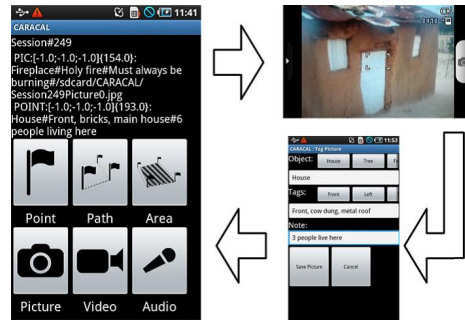 11:41
CARACAL
Session#249
PIC:[-1.0;-1.0;-1.0]{154.0}:
Fireplace#Holy fire#Must always be
burning#/sdcard/CARACAL/
Session249Picture0.jpg
POINT:[-1.0;-1.0;-1.0]{193.0}:
House#Front, bricks, main house#6
people living here
Point Path Area
Picture Video Audio
11:53
CARACAL: Tag Picture
Object: House Tree
House
Tags: Front Left
Front, cow dung, metal roof
Note:
3 people live here
Save Picture Cancel